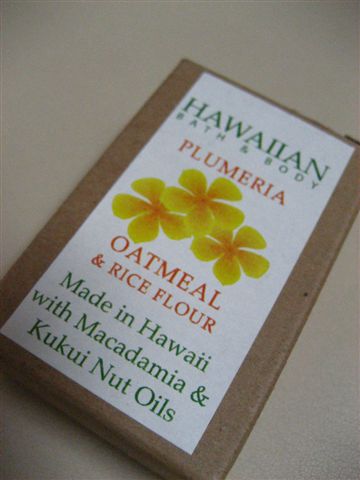 HAWAIIAN
BATH & BODY
PLUMERIA
OATMEAL
& RICE FLOUR
Made in Hawaii
with Macadamia &
Kukui Nut Oils